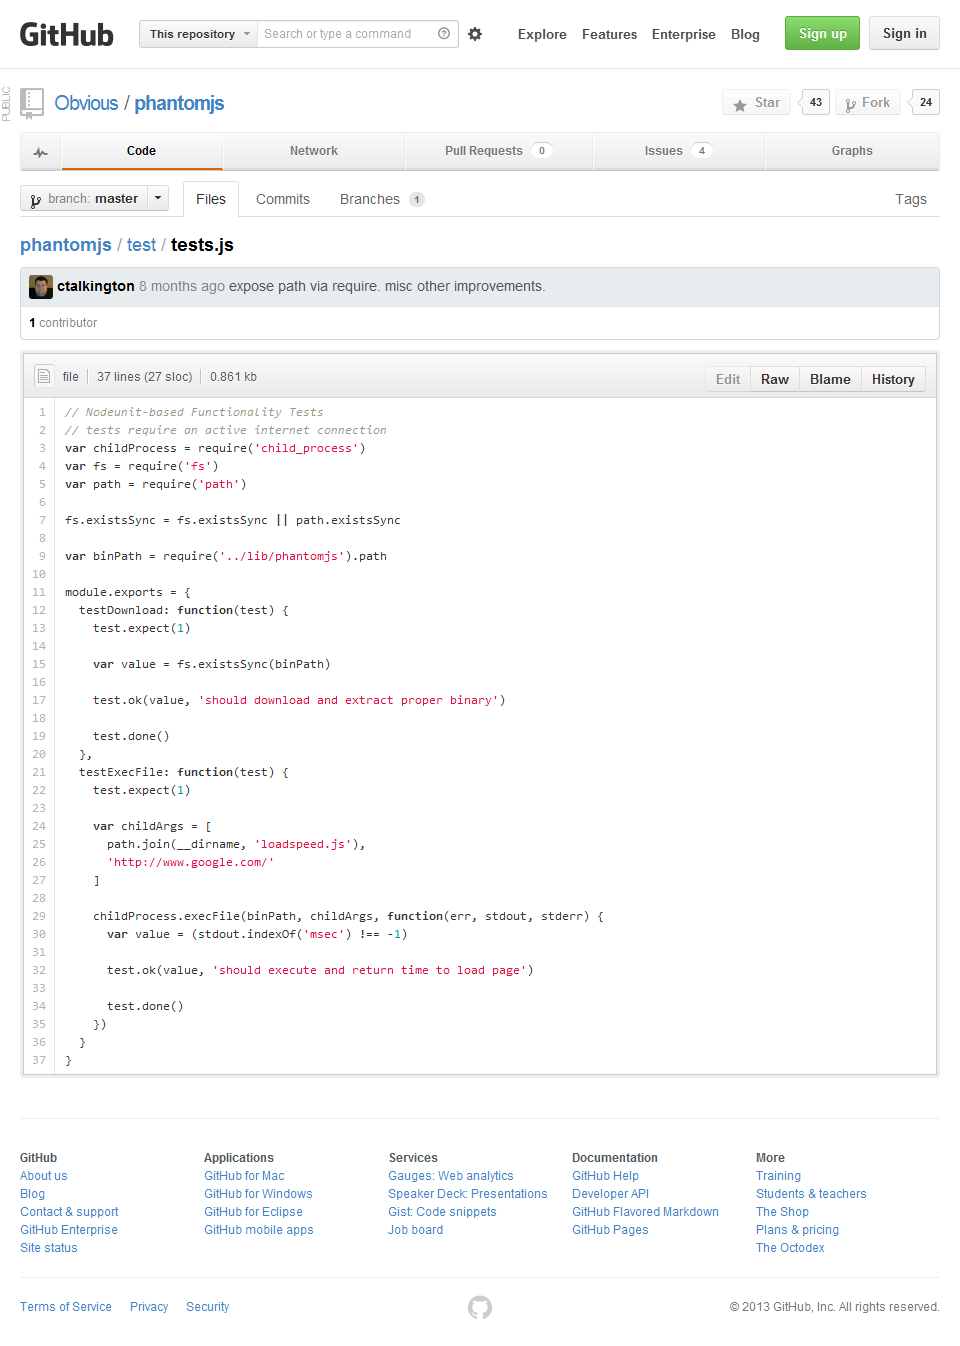 GitHub This repository Search or type a command Explore Features Enterprise Blog Sign up Sign in
PUBLIC
Obvious / phantomjs Star 43 Fork 24
Code Network Pull Requests 0 Issues 4 Graphs
branch: master Files Commits Branches 1 Tags
phantomjs / test / tests.js
ctalkington 8 months ago expose path via require. misc other improvements.
1 contributor
file 37 lines (27 sloc) 0.861 kb Edit Raw Blame History
1 // Nodeunit-based Functionality Tests
2 // tests require an active internet connection
3 var childProcess = require('child_process')
4 var fs = require('fs')
5 var path = require('path')
6
7 fs.existsSync = fs.existsSync || path.existsSync
8
9 var binPath = require('../lib/phantomjs').path
10
11 module.exports = {
12   testDownload: function(test) {
13     test.expect(1)
14
15     var value = fs.existsSync(binPath)
16
17     test.ok(value, 'should download and extract proper binary')
18
19     test.done()
20   },
21   testExecFile: function(test) {
22     test.expect(1)
23
24     var childArgs = [
25       path.join(__dirname, 'loadspeed.js'),
26       'http://www.google.com/'
27     ]
28
29     childProcess.execFile(binPath, childArgs, function(err, stdout, stderr) {
30       var value = (stdout.indexOf('msec') !== -1)
31
32       test.ok(value, 'should execute and return time to load page')
33
34       test.done()
35     })
36   }
37 }
GitHub Applications Services Documentation More
About us GitHub for Mac Gauges: Web analytics GitHub Help Training
Blog GitHub for Windows Speaker Deck: Presentations Developer API Students & teachers
Contact & support GitHub for Eclipse Gist: Code snippets GitHub Flavored Markdown The Shop
GitHub Enterprise GitHub mobile apps Job board GitHub Pages Plans & pricing
Site status The Octodex
Terms of Service Privacy Security © 2013 GitHub, Inc. All rights reserved.